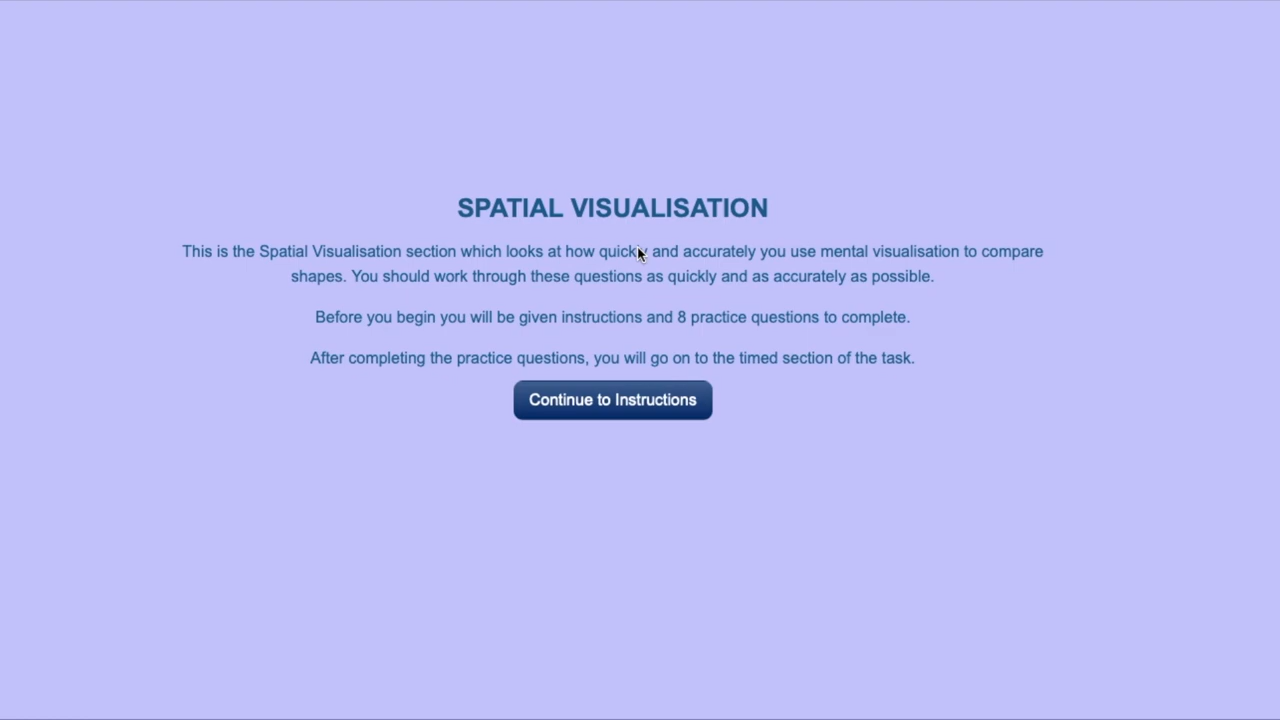 SPATIAL VISUALISATION
This is the Spatial Visualisation section which looks at how quickly and accurately you use mental visualisation to compare
shapes. You should work through these questions as quickly and as accurately as possible.
Before you begin you will be given instructions and 8 practice questions to complete.
After completing the practice questions, you will go on to the timed section of the task.
Continue to Instructions